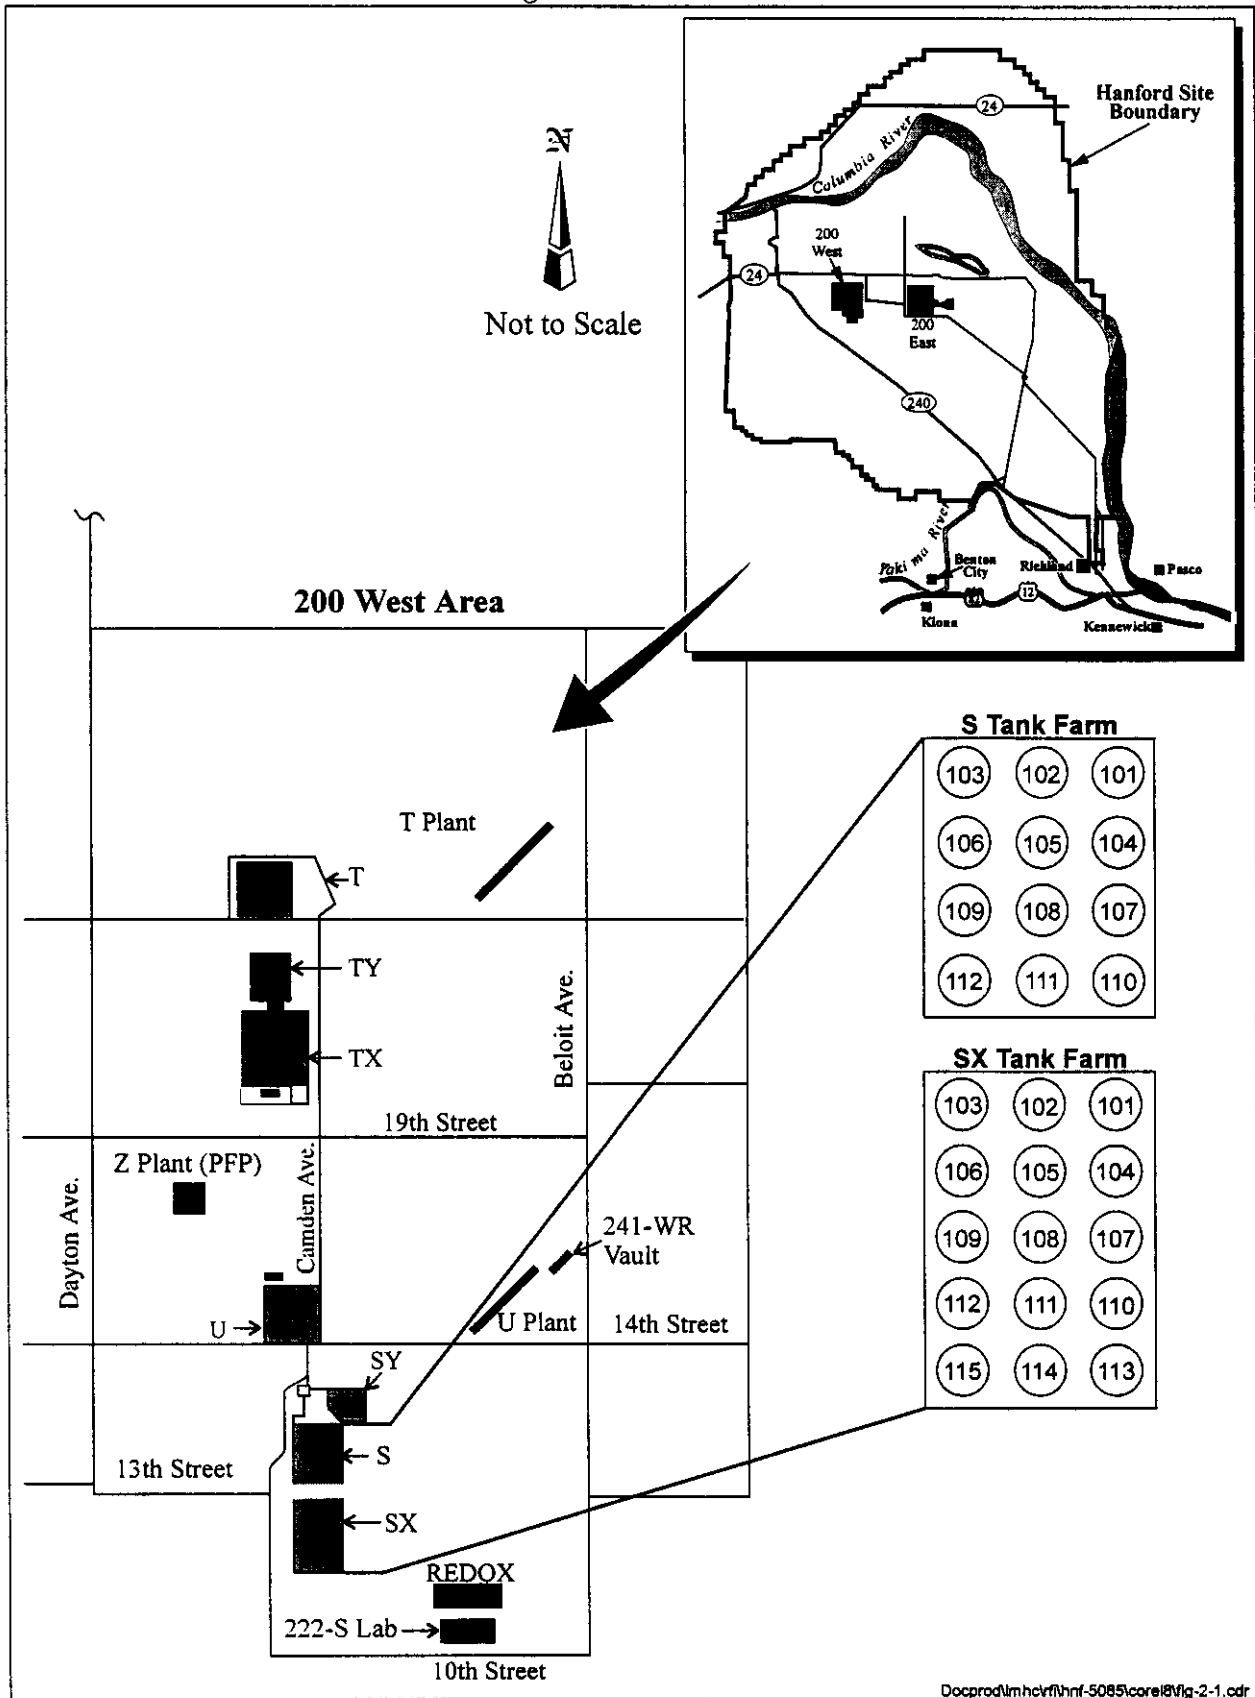 N
Not to Scale
Hanford Site
Boundary
24
Columbia River
200
West
24
200
East
240
Yakima River
Benton
City
Richland
Pasco
82
12
Kiona
Kennewick
200 West Area
T Plant
T
TY
TX
Beloit Ave.
19th Street
Z Plant (PFP)
Camden Ave.
Dayton Ave.
241-WR
Vault
U
U Plant
14th Street
SY
S
13th Street
SX
REDOX
222-S Lab
10th Street
S Tank Farm
103 102 101
106 105 104
109 108 107
112 111 110
SX Tank Farm
103 102 101
106 105 104
109 108 107
112 111 110
115 114 113
Docprod\lmhc\rfi\hnf-5085\corel8\fig-2-1.cdr